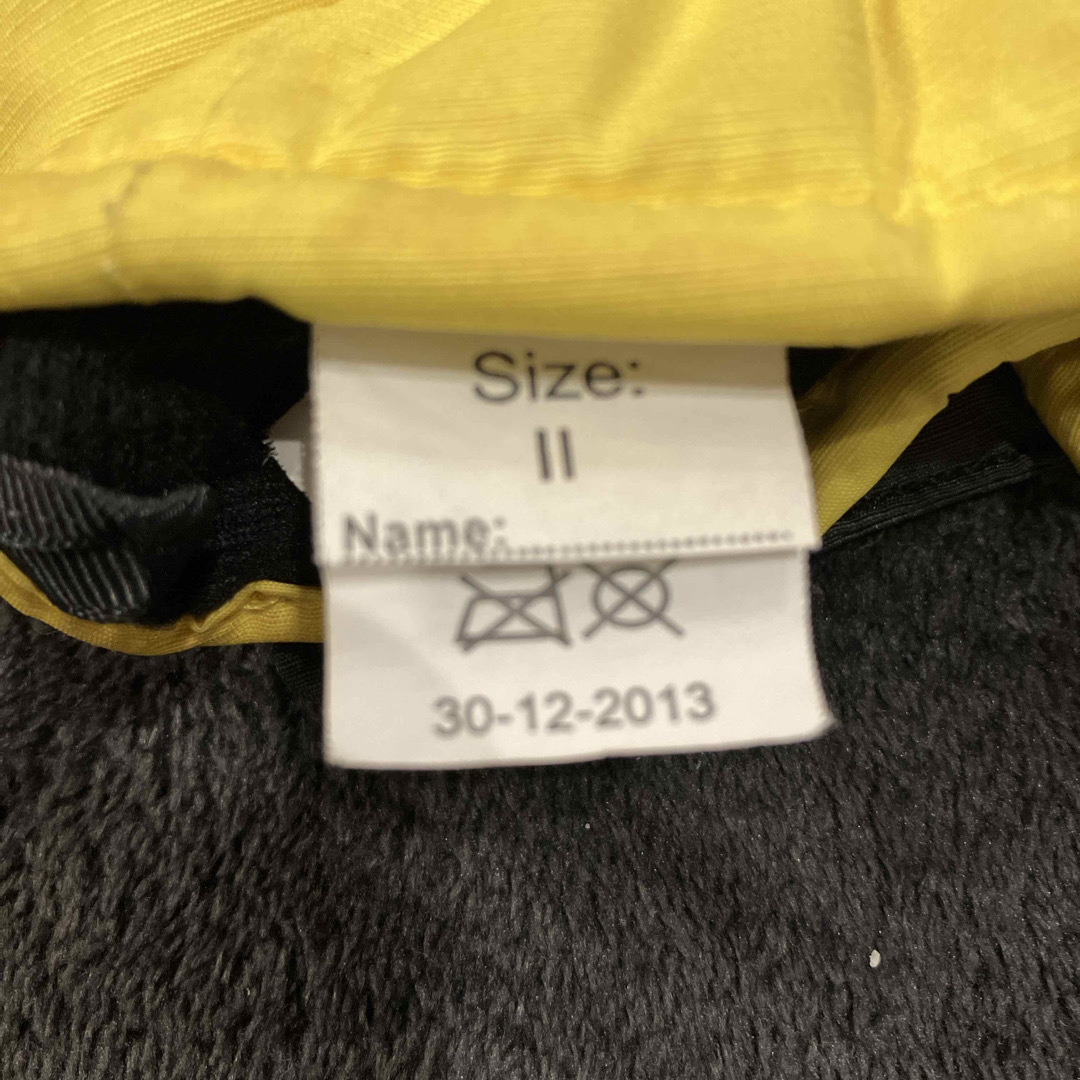 Size:
II
Name:..............................
30-12-2013